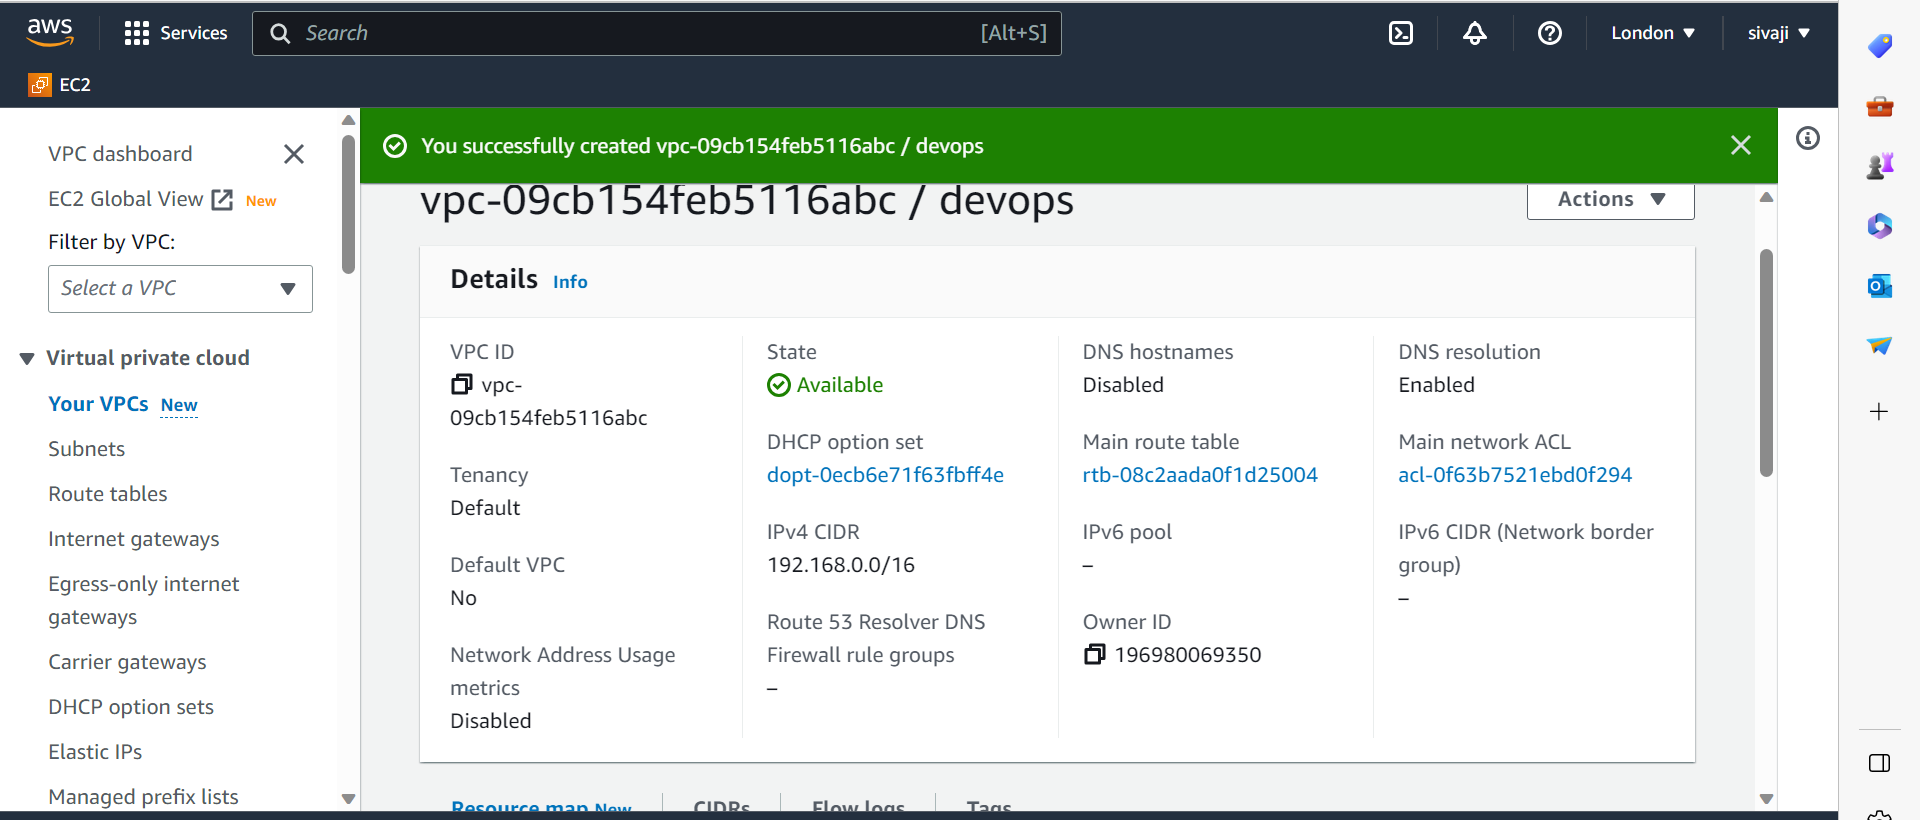 aws
Services
Search
[Alt+S]
London
sivaji
EC2
VPC dashboard
EC2 Global View New
Filter by VPC:
Select a VPC
Virtual private cloud
Your VPCs New
Subnets
Route tables
Internet gateways
Egress-only internet
gateways
Carrier gateways
DHCP option sets
Elastic IPs
Managed prefix lists
You successfully created vpc-09cb154feb5116abc / devops
vpc-09cb154feb5116abc / devops
Actions
Details Info
VPC ID
vpc-
09cb154feb5116abc
Tenancy
Default
Default VPC
No
Network Address Usage
metrics
Disabled
State
Available
DHCP option set
dopt-0ecb6e71f63fbff4e
IPv4 CIDR
192.168.0.0/16
Route 53 Resolver DNS
Firewall rule groups
–
DNS hostnames
Disabled
Main route table
rtb-08c2aada0f1d25004
IPv6 pool
–
Owner ID
196980069350
DNS resolution
Enabled
Main network ACL
acl-0f63b7521ebd0f294
IPv6 CIDR (Network border
group)
–
Resource map New
CIDRs
Flow logs
Tags